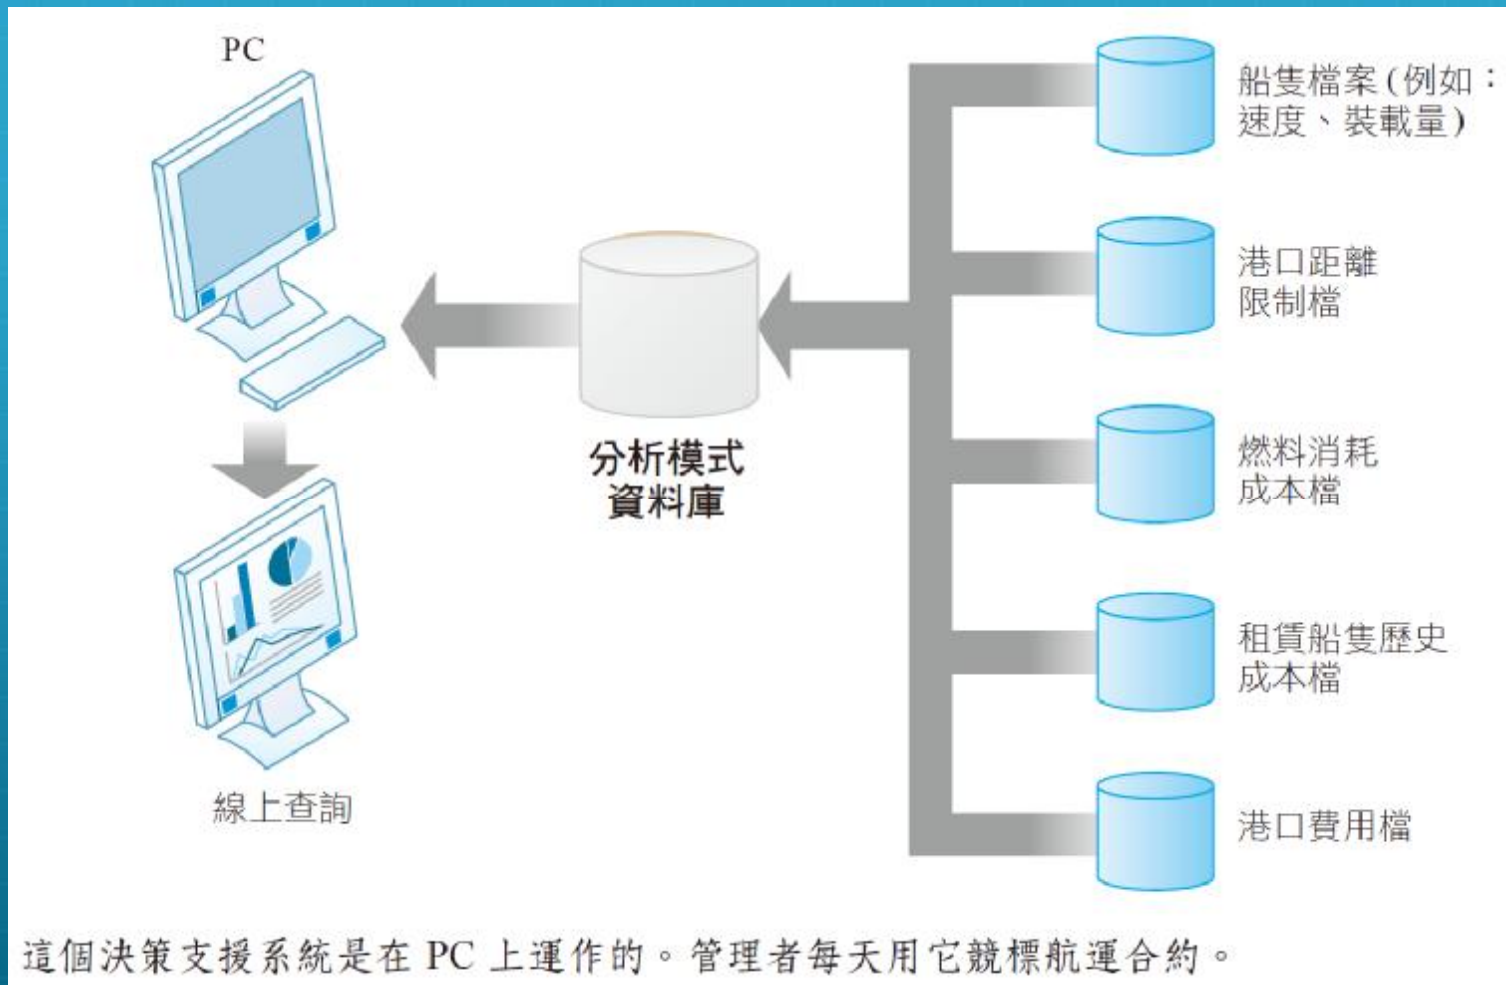 PC
船隻檔案(例如：
速度、裝載量)
港口距離
限制檔
分析模式
資料庫
燃料消耗
成本檔
租賃船隻歷史
成本檔
線上查詢
港口費用檔
這個決策支援系統是在 PC 上運作的。管理者每天用它競標航運合約。